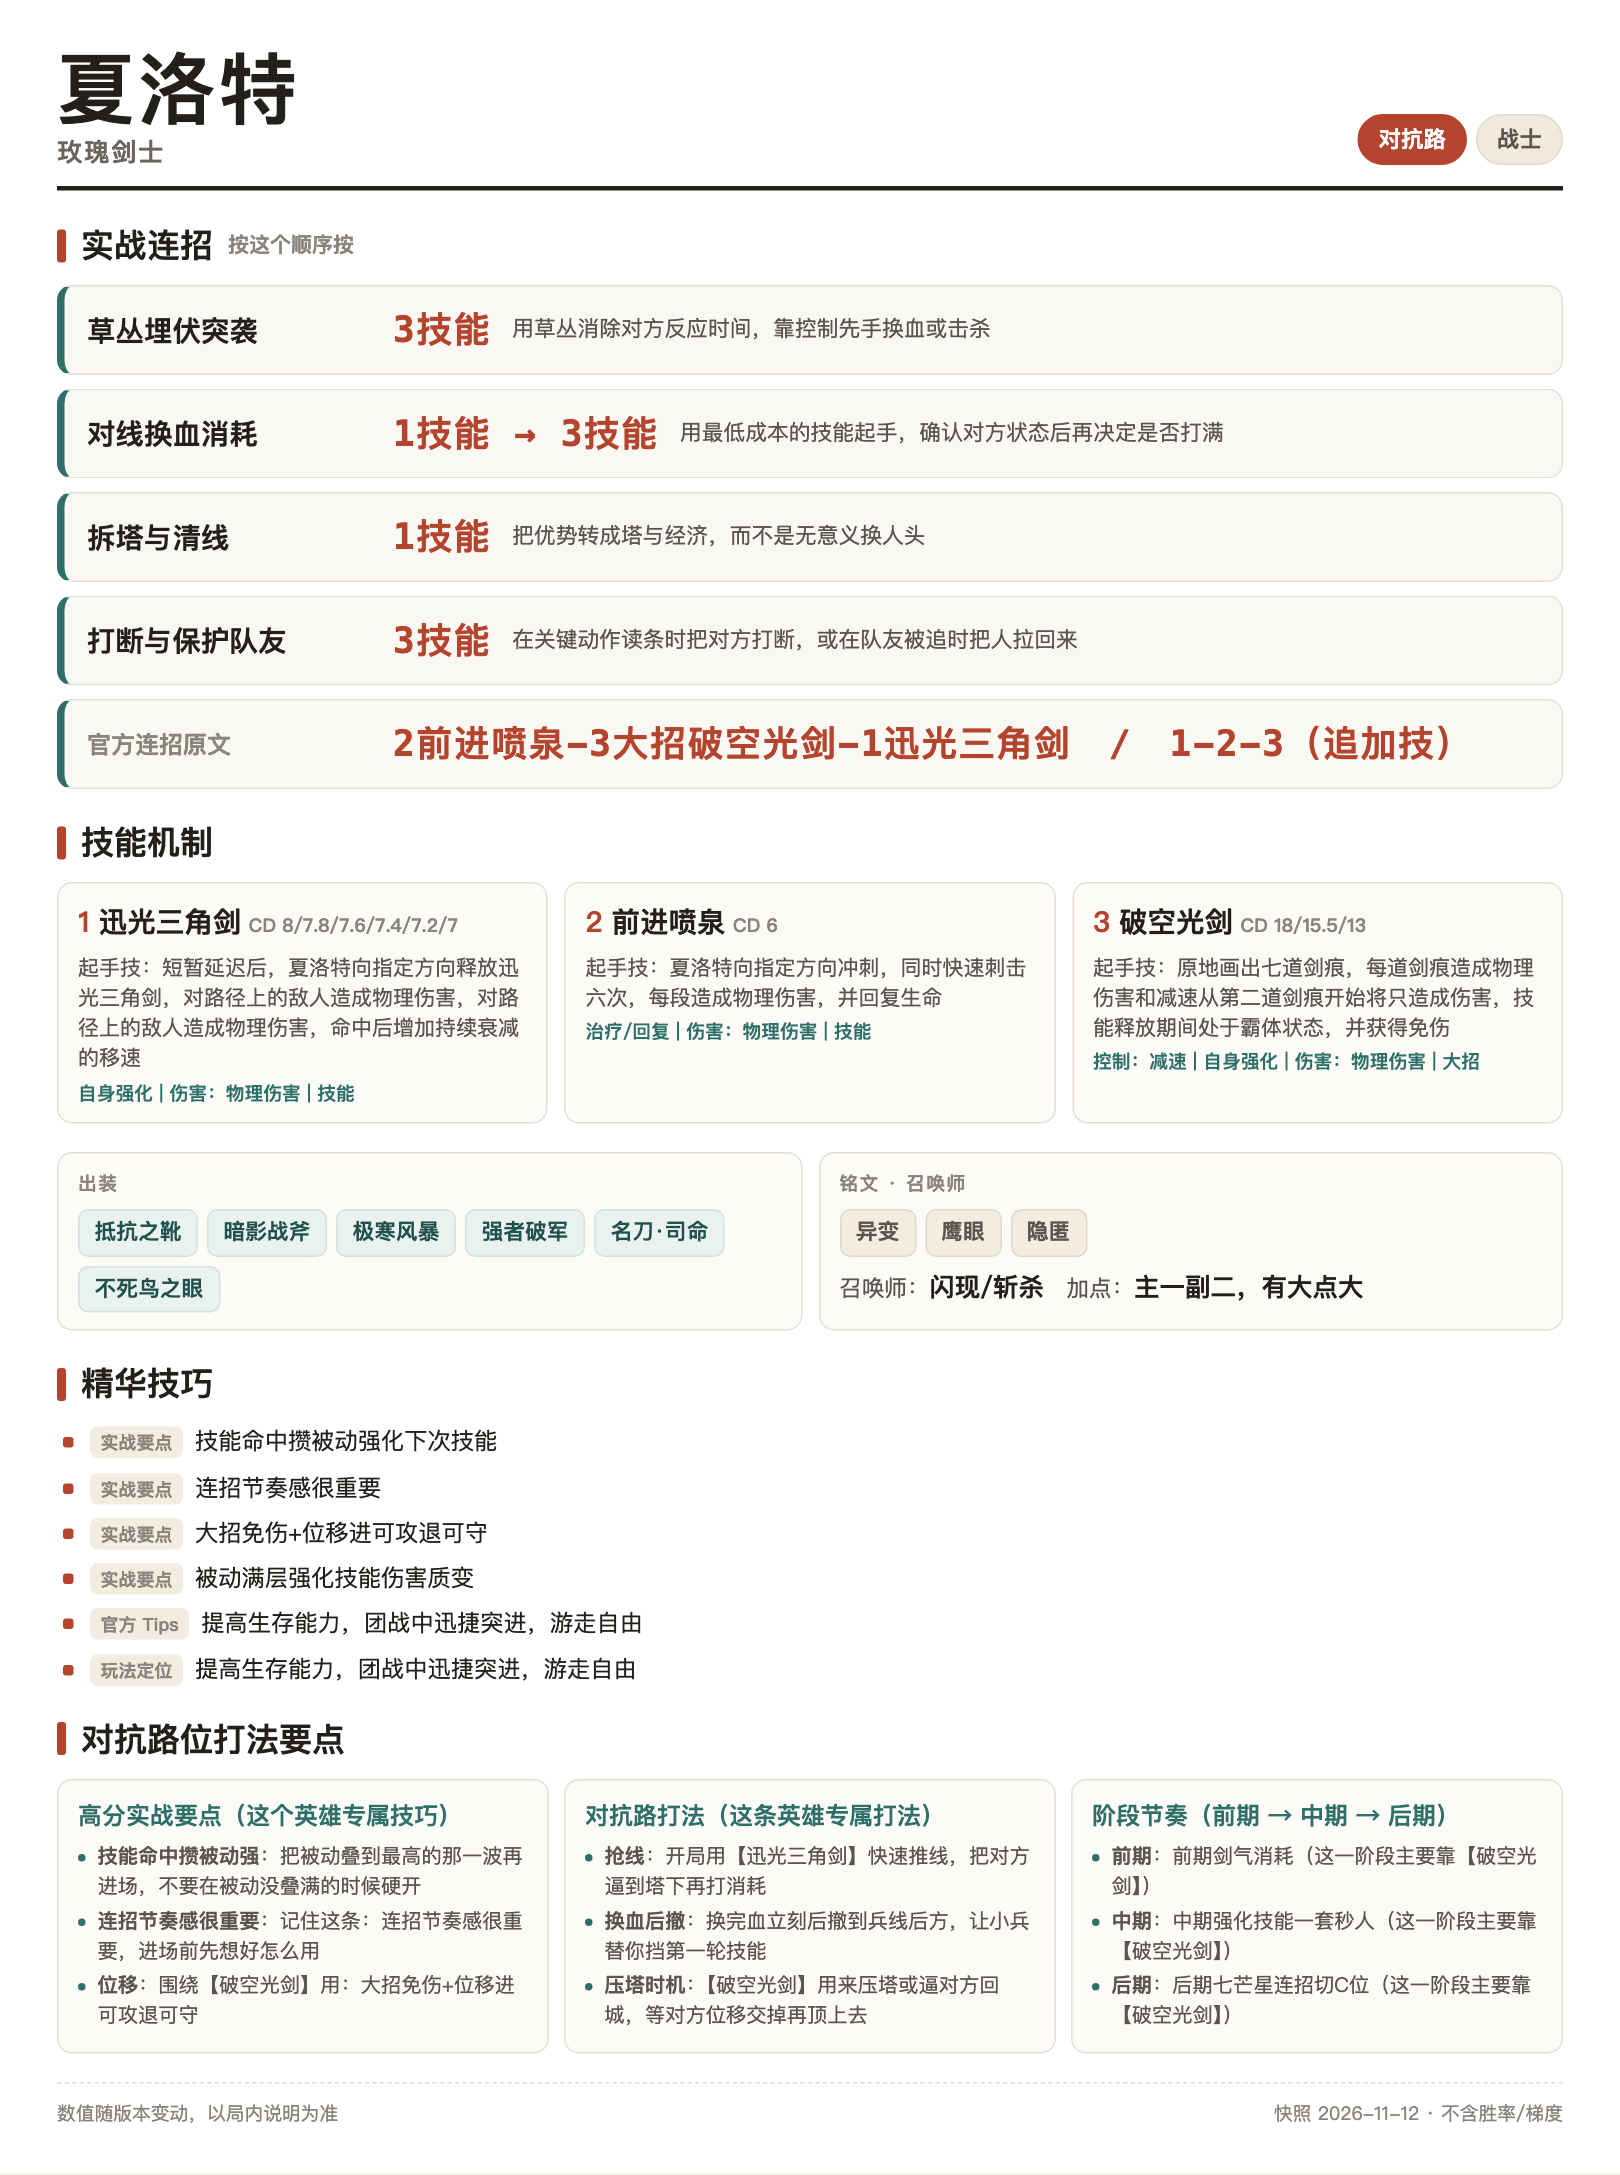 夏洛特
玫瑰剑士
对抗路 战士
实战连招 按这个顺序按
草丛埋伏突袭 3技能 用草丛消除对方反应时间，靠控制先手换血或击杀
对线换血消耗 1技能 → 3技能 用最低成本的技能起手，确认对方状态后再决定是否打满
拆塔与清线 1技能 把优势转成塔与经济，而不是无意义换人头
打断与保护队友 3技能 在关键动作读条时把对方打断，或在队友被追时把人拉回来
官方连招原文 2前进喷泉–3大招破空光剑–1迅光三角剑 / 1–2–3（追加技）
技能机制
1 迅光三角剑 CD 8/7.8/7.6/7.4/7.2/7
起手技：短暂延迟后，夏洛特向指定方向释放迅
光三角剑，对路径上的敌人造成物理伤害，对路
径上的敌人造成物理伤害，命中后增加持续衰减
的移速
自身强化 | 伤害：物理伤害 | 技能
2 前进喷泉 CD 6
起手技：夏洛特向指定方向冲刺，同时快速刺击
六次，每段造成物理伤害，并回复生命
治疗/回复 | 伤害：物理伤害 | 技能
3 破空光剑 CD 18/15.5/13
起手技：原地画出七道剑痕，每道剑痕造成物理
伤害和减速从第二道剑痕开始将只造成伤害，技
能释放期间处于霸体状态，并获得免伤
控制：减速 | 自身强化 | 伤害：物理伤害 | 大招
出装
抵抗之靴 暗影战斧 极寒风暴 强者破军 名刀·司命
不死鸟之眼
铭文 · 召唤师
异变 鹰眼 隐匿
召唤师：闪现/斩杀 加点：主一副二，有大点大
精华技巧
实战要点 技能命中攒被动强化下次技能
实战要点 连招节奏感很重要
实战要点 大招免伤+位移进可攻退可守
实战要点 被动满层强化技能伤害质变
官方 Tips 提高生存能力，团战中迅捷突进，游走自由
玩法定位 提高生存能力，团战中迅捷突进，游走自由
对抗路位打法要点
高分实战要点（这个英雄专属技巧）
技能命中攒被动强：把被动叠到最高的那一波再
进场，不要在被动没叠满的时候硬开
连招节奏感很重要：记住这条：连招节奏感很重
要，进场前先想好怎么用
位移：围绕【破空光剑】用：大招免伤+位移进
可攻退可守
对抗路打法（这条英雄专属打法）
抢线：开局用【迅光三角剑】快速推线，把对方
逼到塔下再打消耗
换血后撤：换完血立刻后撤到兵线后方，让小兵
替你挡第一轮技能
压塔时机：【破空光剑】用来压塔或逼对方回
城，等对方位移交掉再顶上去
阶段节奏（前期 → 中期 → 后期）
前期：前期剑气消耗（这一阶段主要靠【破空光
剑】）
中期：中期强化技能一套秒人（这一阶段主要靠
【破空光剑】）
后期：后期七芒星连招切C位（这一阶段主要靠
【破空光剑】）
数值随版本变动，以局内说明为准
快照 2026–11–12 · 不含胜率/梯度